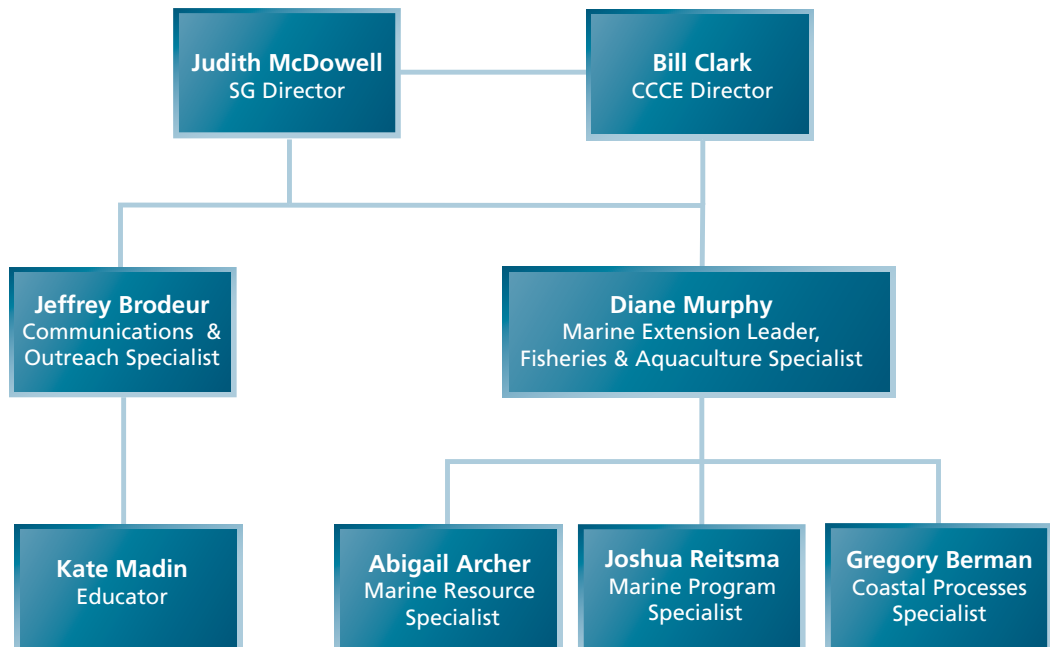 Judith McDowell
SG Director
Bill Clark
CCCE Director
Jeffrey Brodeur
Communications &
Outreach Specialist
Diane Murphy
Marine Extension Leader,
Fisheries & Aquaculture Specialist
Kate Madin
Educator
Abigail Archer
Marine Resource
Specialist
Joshua Reitsma
Marine Program
Specialist
Gregory Berman
Coastal Processes
Specialist